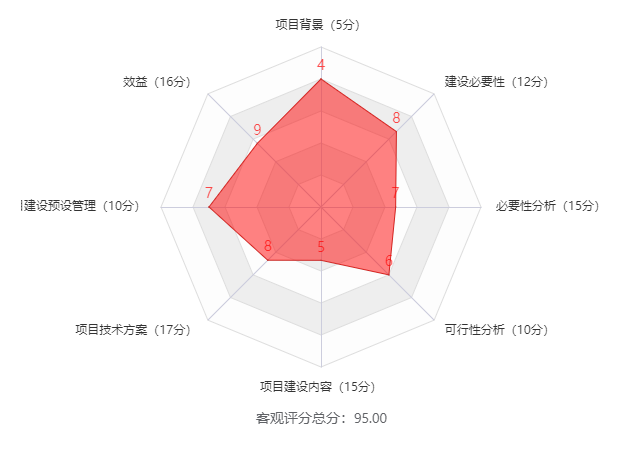 项目背景（5分）
4
效益（16分）
建设必要性（12分）
9
8
建设预设管理（10分）
7
7
必要性分析（15分）
8
5
6
项目技术方案（17分）
可行性分析（10分）
项目建设内容（15分）
客观评分总分：95.00